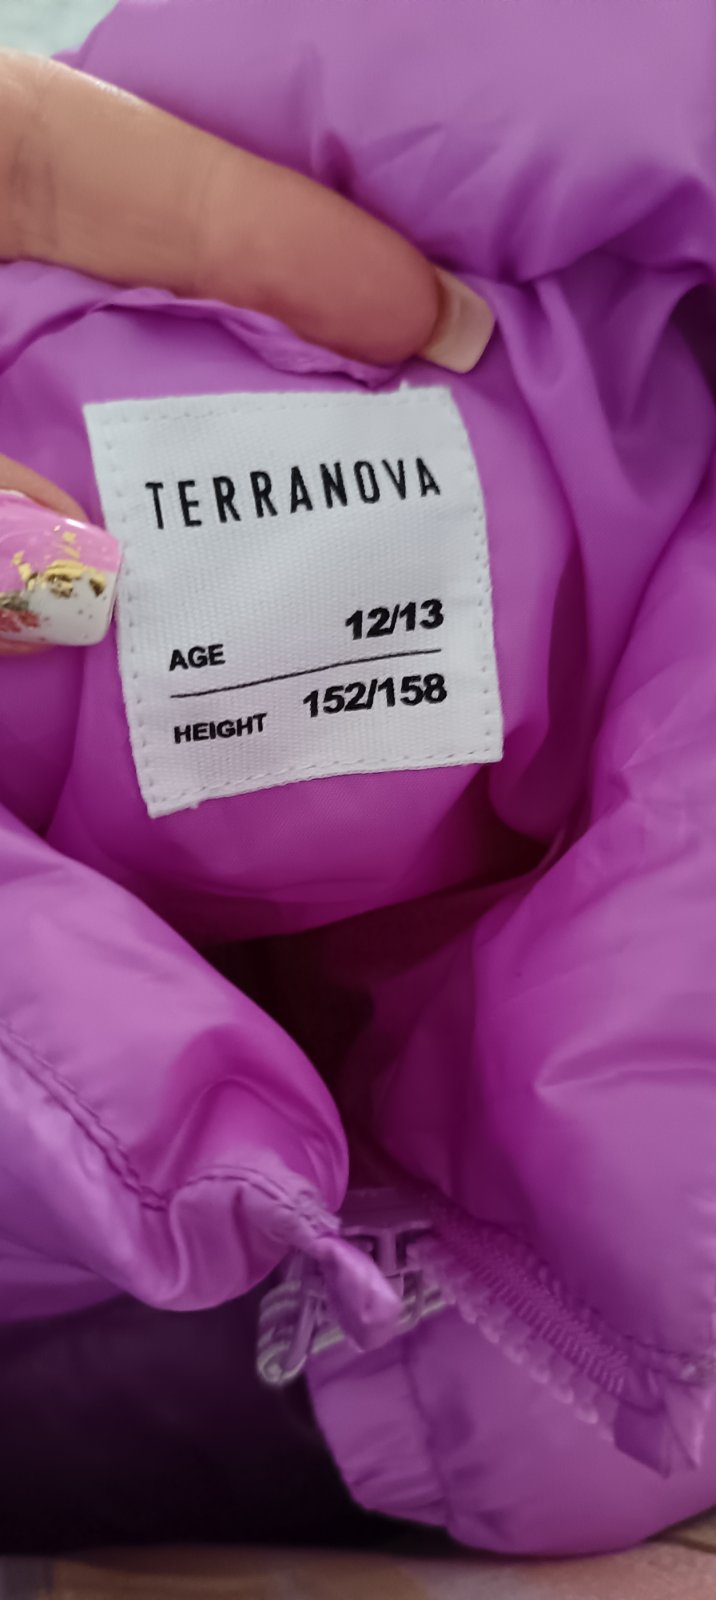 TERRANOVA
AGE 12/13
HEIGHT 152/158